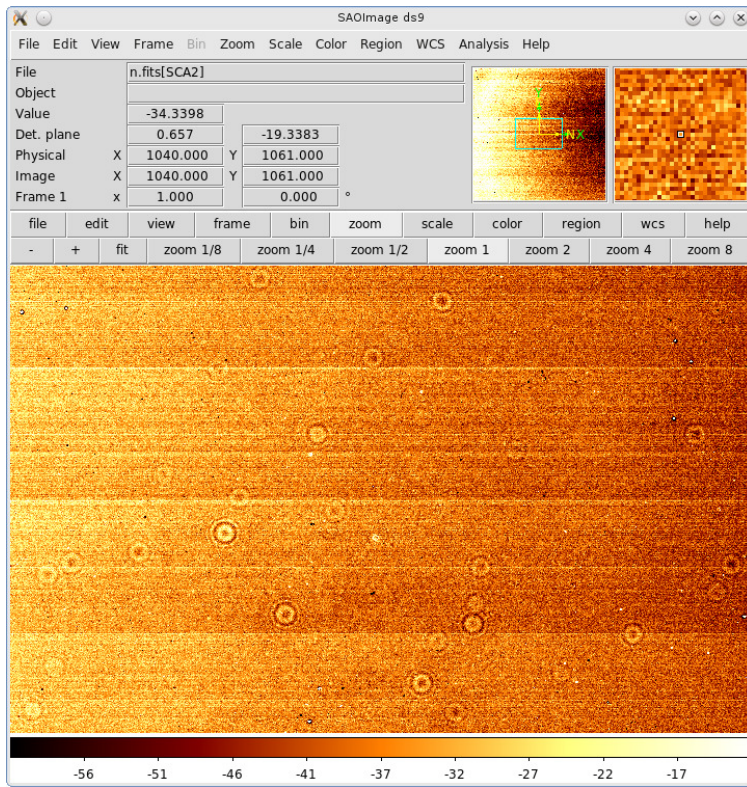 SAOImage ds9
File Edit View Frame Bin Zoom Scale Color Region WCS Analysis Help
File n.fits[SCA2]
Object
Value -34.3398
Det. plane 0.657 -19.3383
Physical X 1040.000 Y 1061.000
Image X 1040.000 Y 1061.000
Frame 1 x 1.000 0.000 °
Y
N X
file edit view frame bin zoom scale color region wcs help
- + fit zoom 1/8 zoom 1/4 zoom 1/2 zoom 1 zoom 2 zoom 4 zoom 8
-56 -51 -46 -41 -37 -32 -27 -22 -17